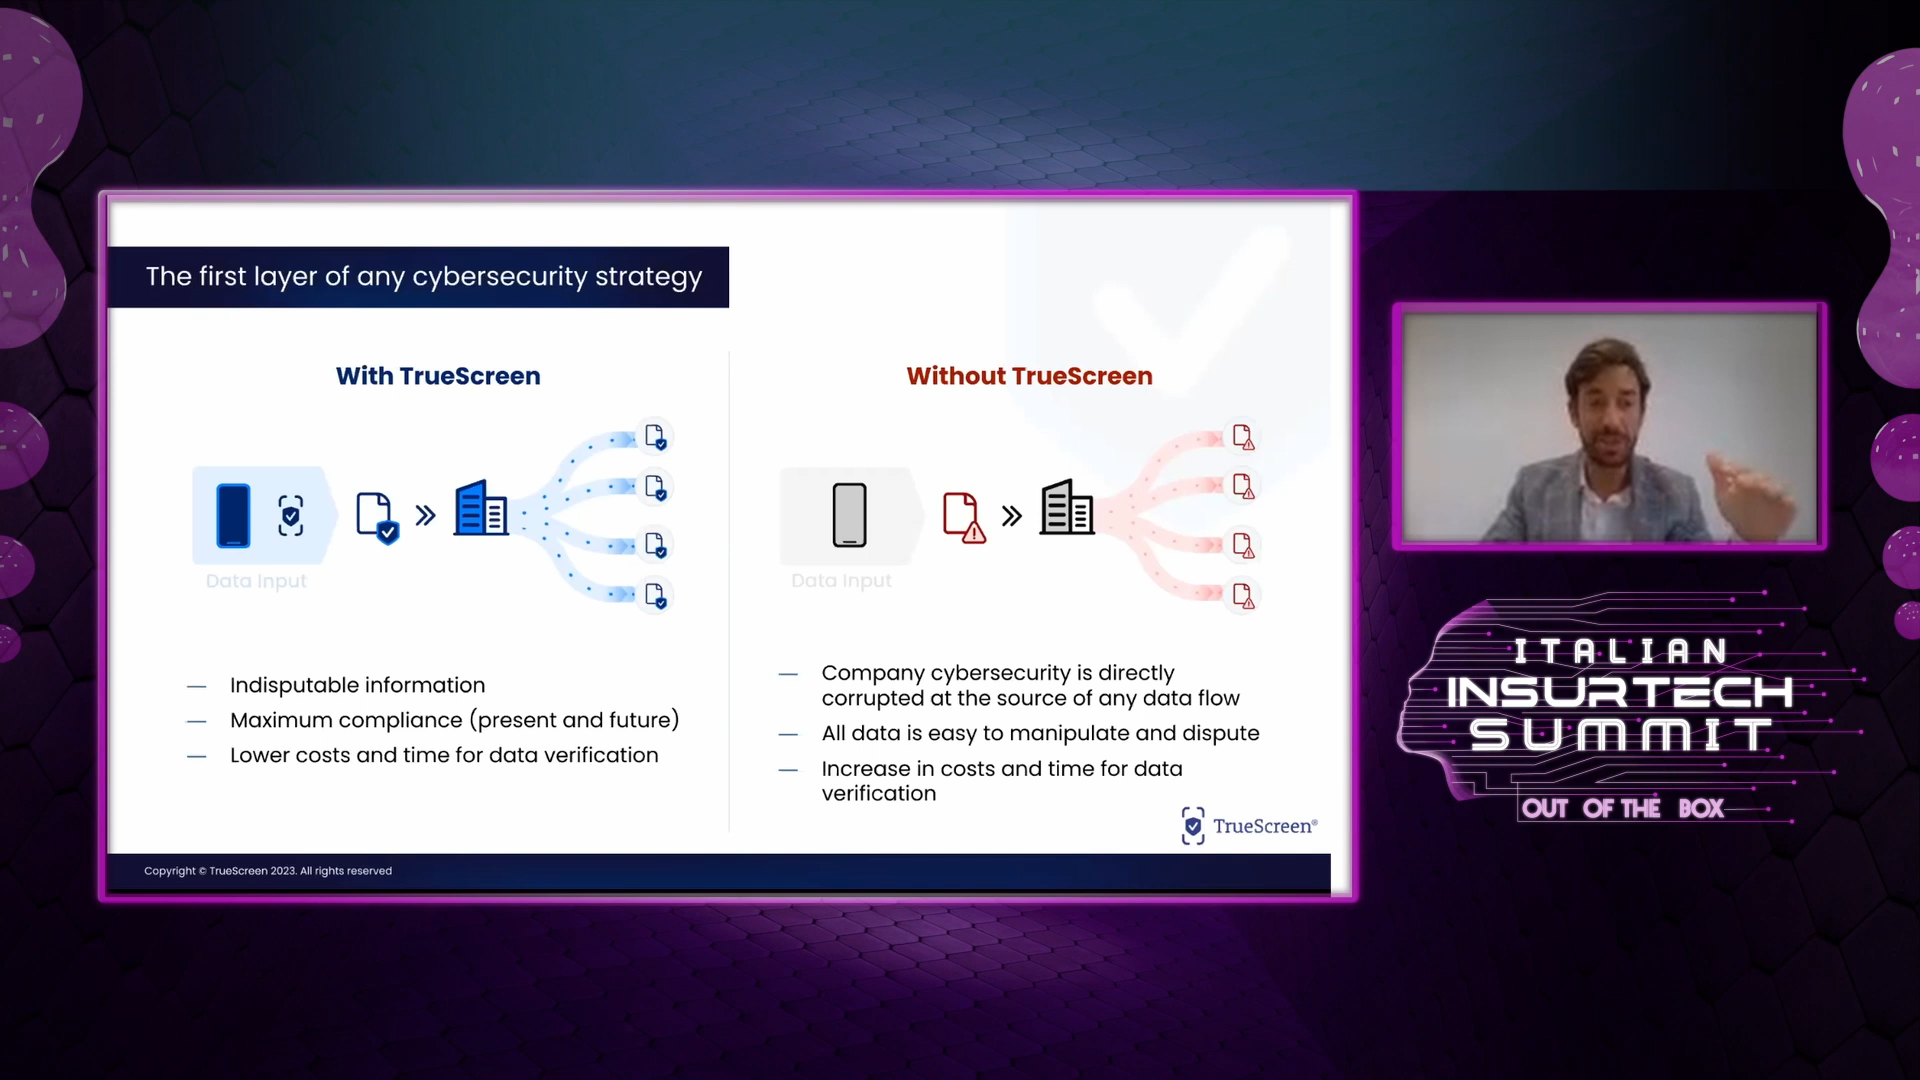 The first layer of any cybersecurity strategy
With TrueScreen
Data Input
— Indisputable information
— Maximum compliance (present and future)
— Lower costs and time for data verification
Without TrueScreen
Data Input
— Company cybersecurity is directly
corrupted at the source of any data flow
— All data is easy to manipulate and dispute
— Increase in costs and time for data
verification
TrueScreen®
Copyright © TrueScreen 2023. All rights reserved
ITALIAN
INSURTECH
SUMMIT
OUT OF THE BOX